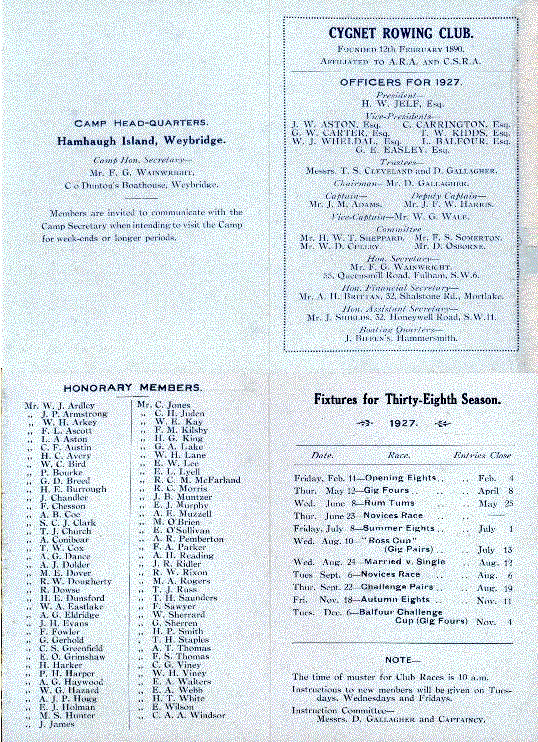 CAMP HEAD-QUARTERS.
Hamhaugh Island, Weybridge.
Camp Hon. Secretary—
Mr. F. G. WAINWRIGHT,
C/o Dunton's Boathouse, Weybridge.
Members are invited to communicate with the
Camp Secretary when intending to visit the Camp
for week-ends or longer periods.
CYGNET ROWING CLUB.
FOUNDED 12th FEBRUARY 1890.
AFFILIATED TO A.R.A. AND C.S.R.A.
OFFICERS FOR 1927.
President—
H. W. JELF, Esq.
Vice-Presidents—
J. W. ASTON, Esq. C. CARRINGTON, Esq.
G. W. CARTER, Esq. T. W. KIDDS, Esq.
W. J. WHELDAL, Esq. L. BALFOUR, Esq.
G. E. EASLEY, Esq.
Trustees—
Messrs. T. S. CLEVELAND and D. GALLAGHER.
Chairman—Mr. D. GALLAGHER.
Captain— Deputy Captain—
Mr. J. M. ADAMS. Mr. J. F. W. HARRIS.
Vice-Captain—Mr. W. G. WALE.
Committee
Mr. H. W. T. SHEPPARD. Mr. F. S. SOMERTON.
Mr. W. D. CULLEY. Mr. D. OSBORNE.
Hon. Secretary—
Mr. F. G. WAINWRIGHT.
55, Queensmill Road, Fulham, S.W.6.
Hon. Financial Secretary—
Mr. A. H. BRITTAN, 32, Shalstone Rd., Mortlake.
Hon. Assistant Secretary—
Mr. J. SHIELDS, 32, Honeywell Road, S.W.11.
Boating Quarters—
J. BIFFEN'S, Hammersmith.
HONORARY MEMBERS.
Mr. W. J. Ardley
„ J. P. Armstrong
„ W. H. Arkey
„ F. L. Ascott
„ L. A Aston
„ C. F. Austin
„ H. C. Avery
„ W. C. Bird
„ J. Bourke
„ G. D. Breed
„ H. E. Burrough
„ J. Chandler
„ F. Chesson
„ A. B. Coe
„ S. C. J. Clark
„ T. J. Church
„ A. Conibear
„ T. W. Cox
„ A. G. Dance
„ A. J. Dolder
„ M. E. Dover
„ R. W. Dougherty
„ R. Dowse
„ H. E. Dunsford
„ W. A. Eastlake
„ A. G. Eldridge
„ J. H. Evans
„ F. Fowler
„ G. Gerhold
„ C. S. Greenfield
„ E. O. Grimshaw
„ H. Harker
„ P. H. Harper
„ A. G. Haywood
„ W. G. Hazard
„ A. J. P. Howg
„ E. J. Holman
„ M. S. Hunter
„ J. James
Mr. C. Jones
„ C. H. Juden
„ W. E. Kay
„ F. M. Kilsby
„ H. G. King
„ G. A. Lake
„ W. H. Lane
„ E. W. Lee
„ E. L. Lyell
„ R. C. M. McFarland
„ R. C. Morris
„ J. B. Muntzer
„ E. J. Murphy
„ A. E. Muzzell
„ M. O'Brien
„ E. O'Sullivan
„ A. R. Pemberton
„ F. A. Parker
„ A. H. Reading
„ J. R. Ridler
„ R. W. Rixon
„ M. A. Rogers
„ T. J. Russ
„ T. H. Saunders
„ F. Sawyer
„ W. Sherrard
„ G. Sherren
„ H. P. Smith
„ T. H. Staples
„ A. T. Thomas
„ F. S. Thomas
„ C. G. Viney
„ W. H. Viney
„ E. A. Walters
„ E. A. Webb
„ H. T. White
„ E. Wilson
„ C. A. A. Windsor
Fixtures for Thirty-Eighth Season.
1927.
Date. Race. Entries Close
Friday, Feb. 11—Opening Eights .. .. Feb. 4
Thur. May 12—Gig Fours .. .. April 8
Wed. June 8—Rum Tums .. .. May 25
Thur. June 23—Novices Race
Friday, July 8—Summer Eights .. .. July 1
Wed. Aug. 10—"Ross Cup"
(Gig Pairs) .. July 13
Wed. Aug. 24—Married v. Single .. Aug. 12
Tues Sept. 6—Novices Race .. Aug. 6
Thur. Sept. 22—Challenge Pairs .. Aug. 19
Fri. Nov. 18—Autumn Eights .. Nov. 11
Tues. Dec. 6—Balfour Challenge
Cup (Gig Fours) Nov. 4
NOTE—
The time of muster for Club Races is 10 a.m.
Instructions to new members will be given on Tues-
days, Wednesdays and Fridays.
Instruction Committee—
Messrs. D. GALLAGHER and CAPTAINCY.